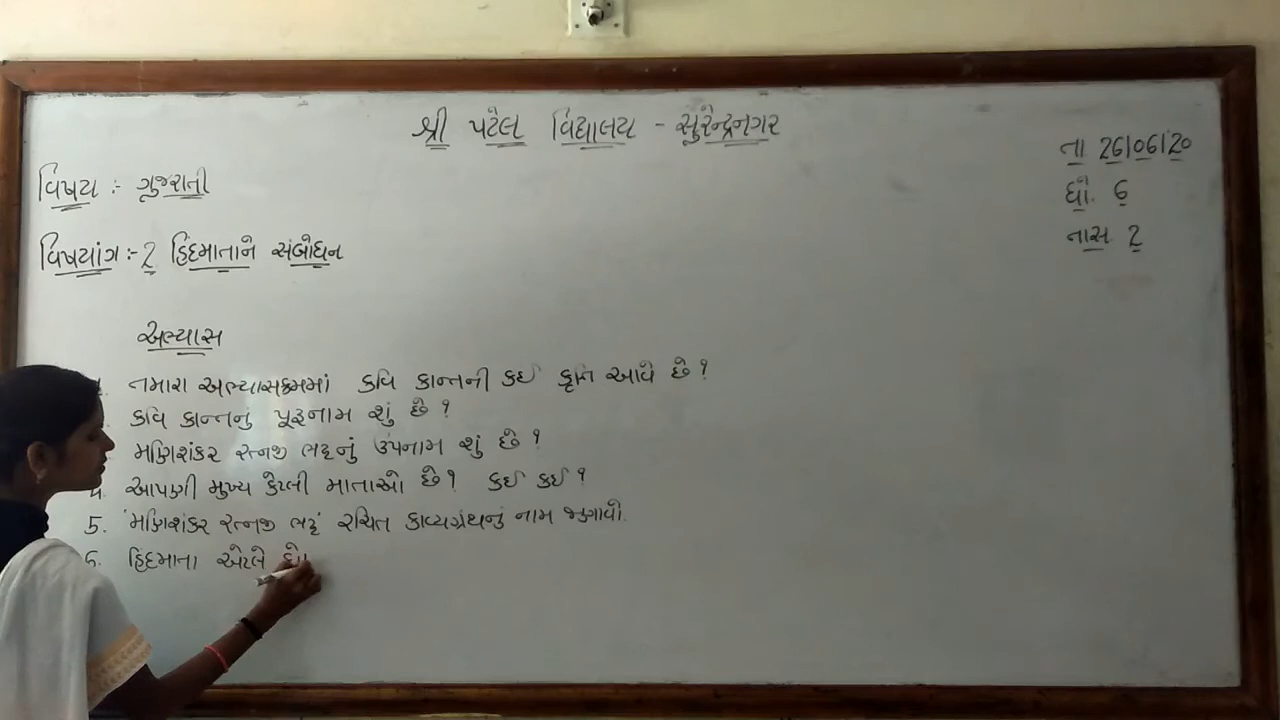 શ્રી પટેલ વિદ્યાલય - સુરેન્દ્રનગર
તા 26/06/20
વિષય :- ગુજરાતી
ધો. 6
વિષયાંગ :- 2 હિંદમાતાને સંબોધન
તાસ 2
અભ્યાસ
તમારા અભ્યાસક્રમમાં કવિ કાન્તની કઈ કૃતિ આવે છે ?
કવિ કાન્તનું પૂરૂનામ શું છે ?
મણિશંકર રત્નજી ભટ્ટનું ઉપનામ શું છે ?
4. આપણી મુખ્ય કેટલી માતાઓ છે ? કઈ કઈ ?
5. મણિશંકર રત્નજી ભટ્ટ રચિત કાવ્યગ્રંથનું નામ જણાવો.
6. હિંદમાતા એટલે